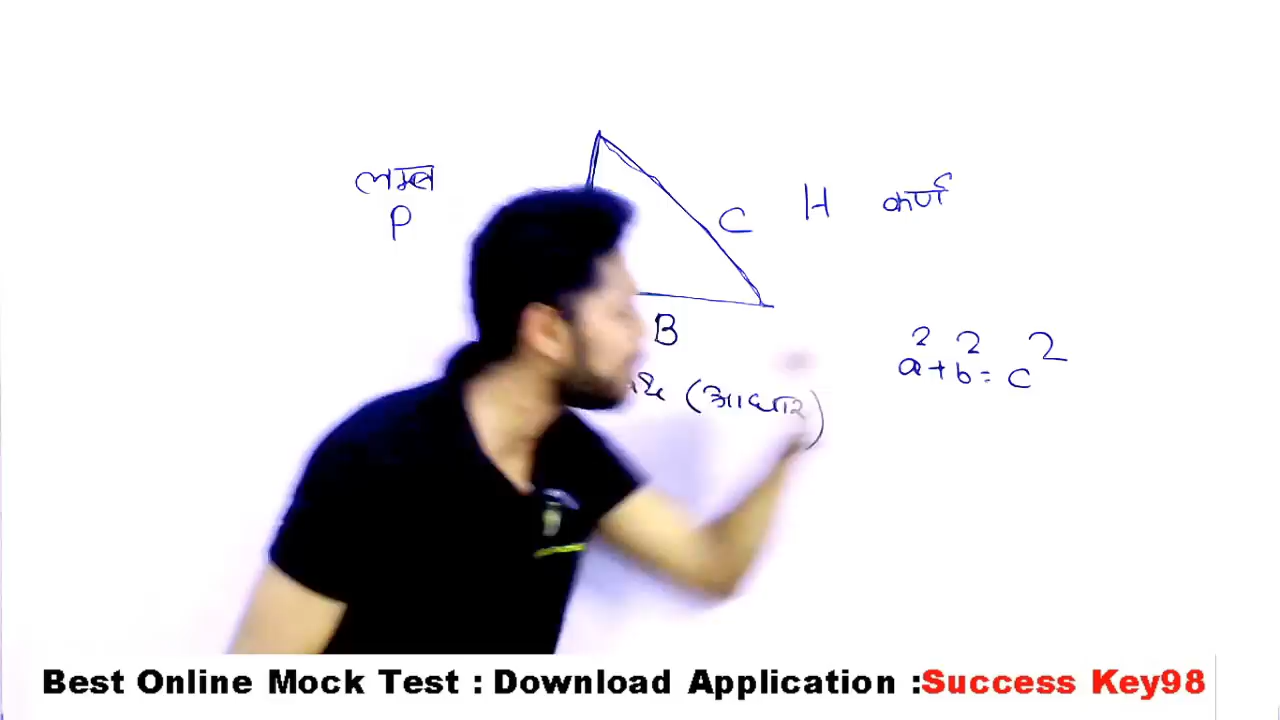 लम्ब
P
C
H कर्ण
B
(आधार)
a²+b²=c²
Best Online Mock Test : Download Application :Success Key98